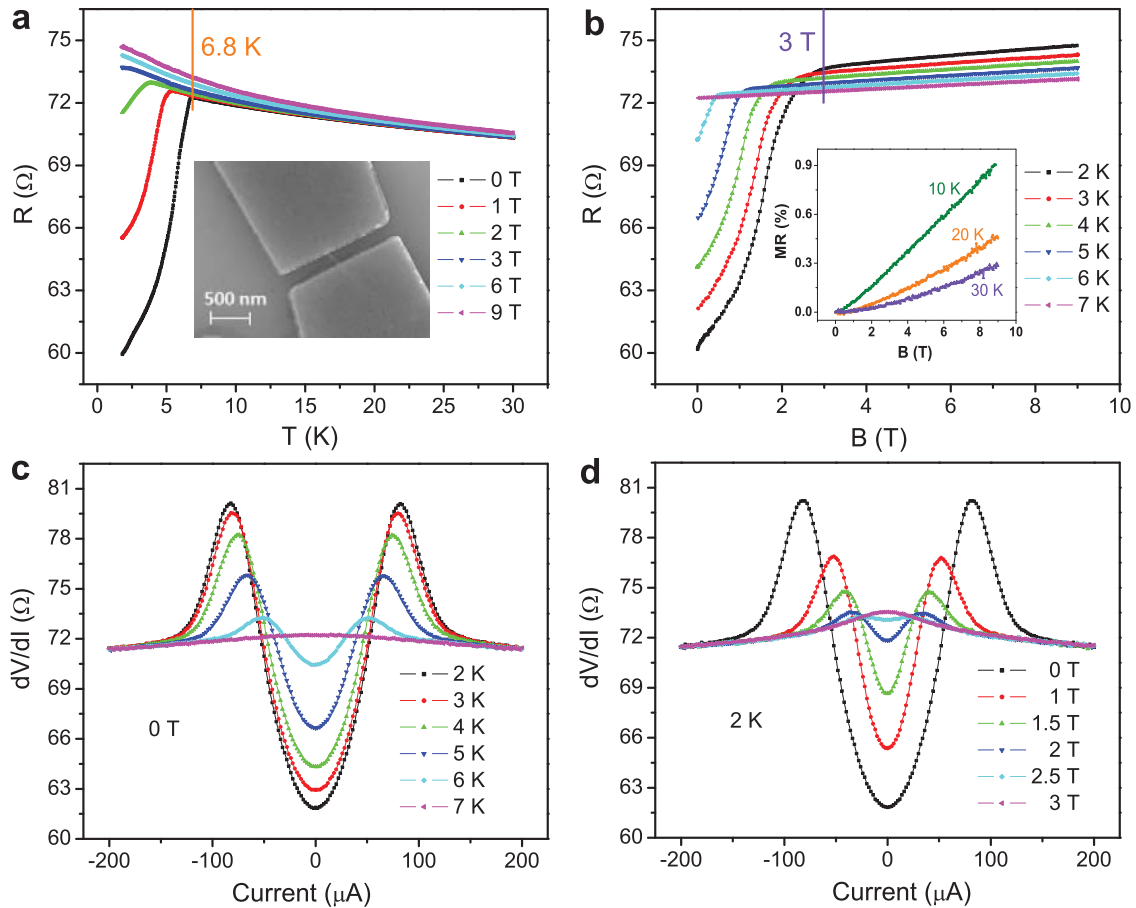 a
6.8 K
75
72
69
66
63
60
R (Ω)
0 T
1 T
2 T
3 T
6 T
9 T
500 nm
0 5 10 15 20 25 30
T (K)
b
3 T
75
72
69
66
63
60
R (Ω)
2 K
3 K
4 K
5 K
6 K
7 K
0.9
0.6
0.3
0.0
MR (%)
10 K
20 K
30 K
0 2 4 6 8 10
B (T)
0 2 4 6 8 10
B (T)
c
81
78
75
72
69
66
63
60
dV/dI (Ω)
0 T
2 K
3 K
4 K
5 K
6 K
7 K
-200 -100 0 100 200
Current (μA)
d
81
78
75
72
69
66
63
60
dV/dI (Ω)
2 K
0 T
1 T
1.5 T
2 T
2.5 T
3 T
-200 -100 0 100 200
Current (μA)